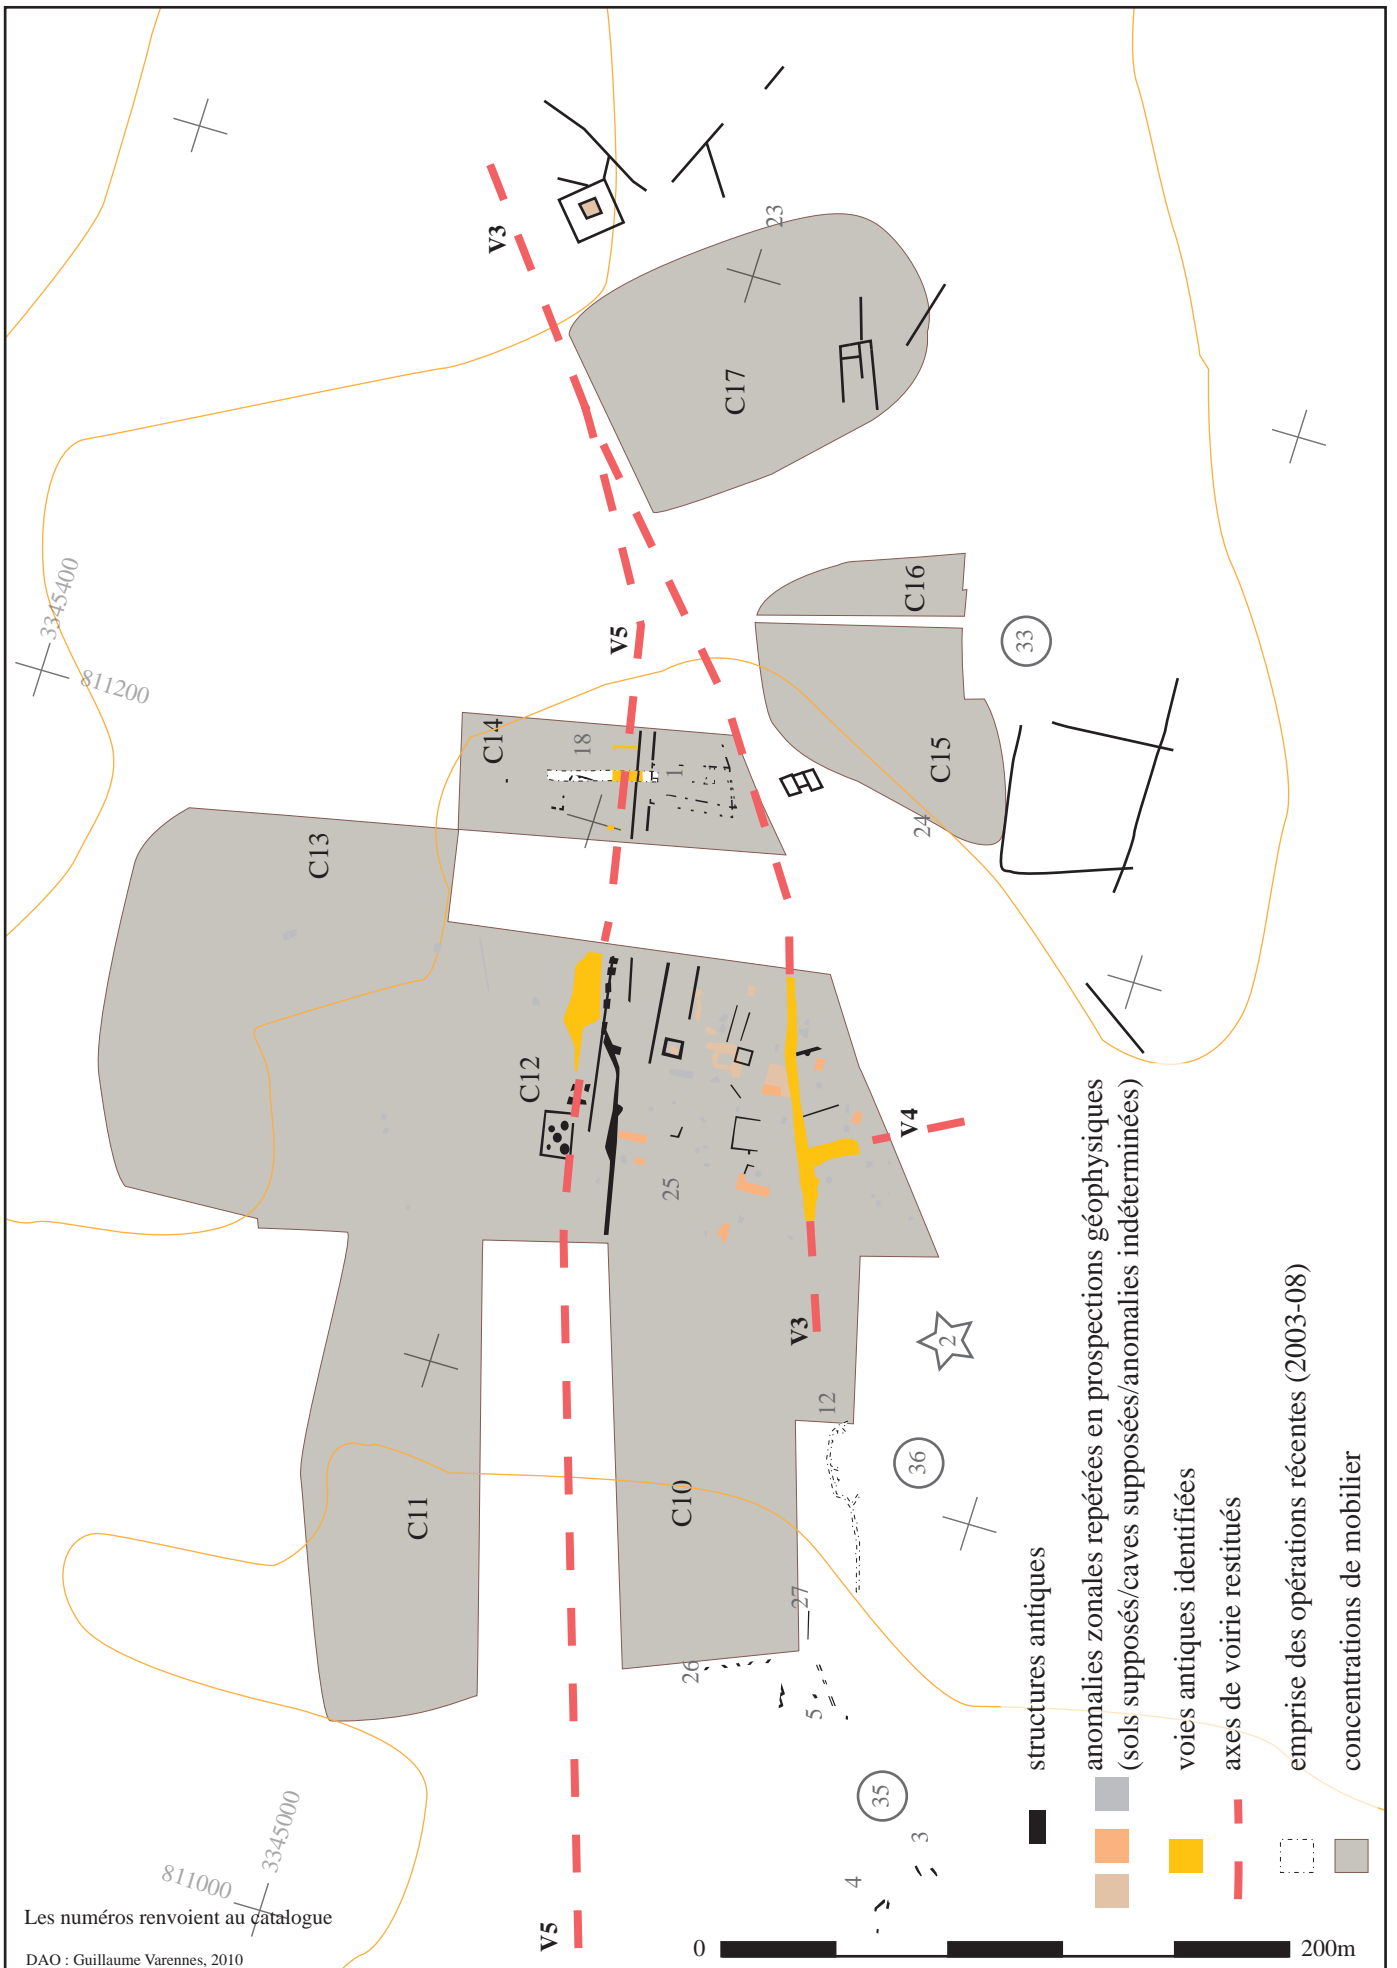 V3
23
C17
3345400
811200
V5
C16
33
C14
18
1
C15
24
C13
C12
25
V4
V3
2
12
36
C11
C10
27
26
5
35
3
4
811000
3345000
V5
structures antiques
anomalies zonales repérées en prospections géophysiques
(sols supposés/caves supposées/anomalies indéterminées)
voies antiques identifiées
axes de voirie restitués
emprise des opérations récentes (2003-08)
concentrations de mobilier
Les numéros renvoient au catalogue
DAO : Guillaume Varennes, 2010
0
200m